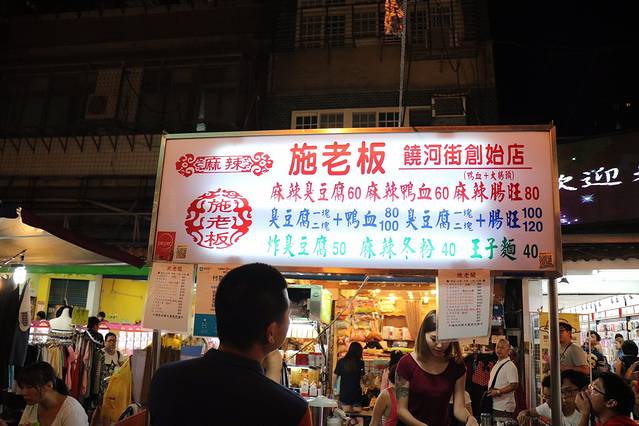 麻辣
施老板
饒河街創始店
(鴨血+大腸頭)
麻辣臭豆腐60 麻辣鴨血60 麻辣腸旺80
施老板
臭豆腐一塊二塊+鴨血80 100 臭豆腐一塊二塊+腸旺100 120
炸臭豆腐50 麻辣冬粉40 王子麵40
歡迎